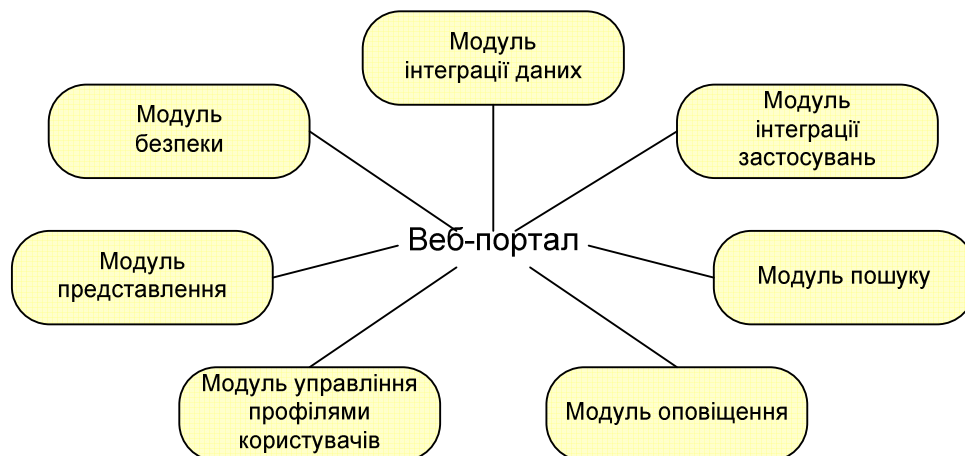 Модуль
інтеграції даних
Модуль
безпеки
Модуль
інтеграції
застосувань
Веб-портал
Модуль
представлення
Модуль пошуку
Модуль управління
профілями
користувачів
Модуль оповіщення